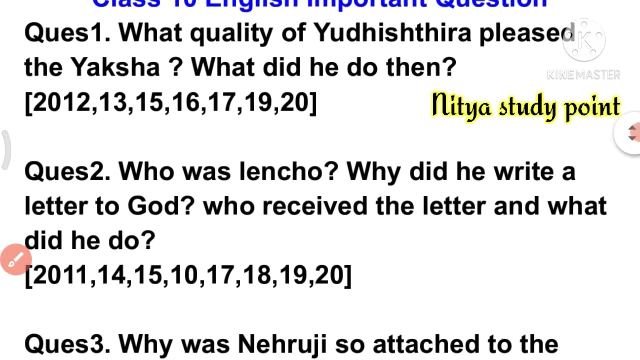 Class 10 English Important Question
Ques1. What quality of Yudhishthira pleased
the Yaksha ? What did he do then?
KINEMASTER
[2012,13,15,16,17,19,20]
Nitya study point
Ques2. Who was lencho? Why did he write a
letter to God? who received the letter and what
did he do?
[2011,14,15,10,17,18,19,20]
Ques3. Why was Nehruji so attached to the